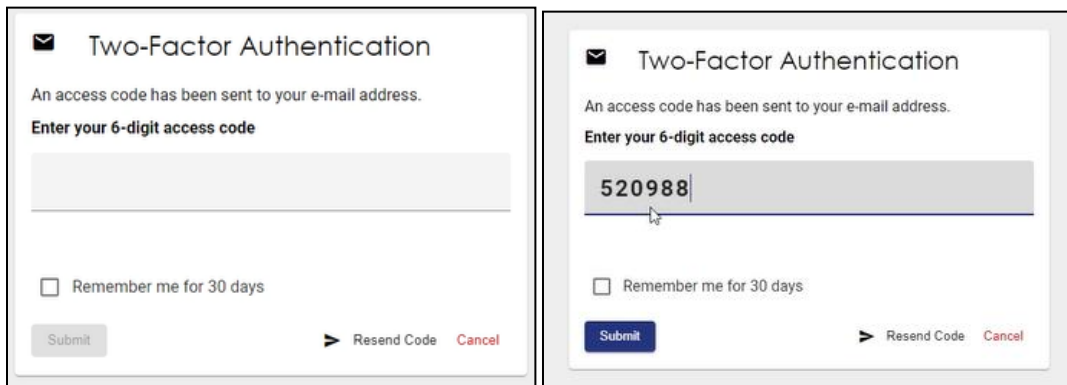 Two-Factor Authentication
An access code has been sent to your e-mail address.
Enter your 6-digit access code
Remember me for 30 days
Submit
Resend Code
Cancel
Two-Factor Authentication
An access code has been sent to your e-mail address.
Enter your 6-digit access code
520988
Remember me for 30 days
Submit
Resend Code
Cancel